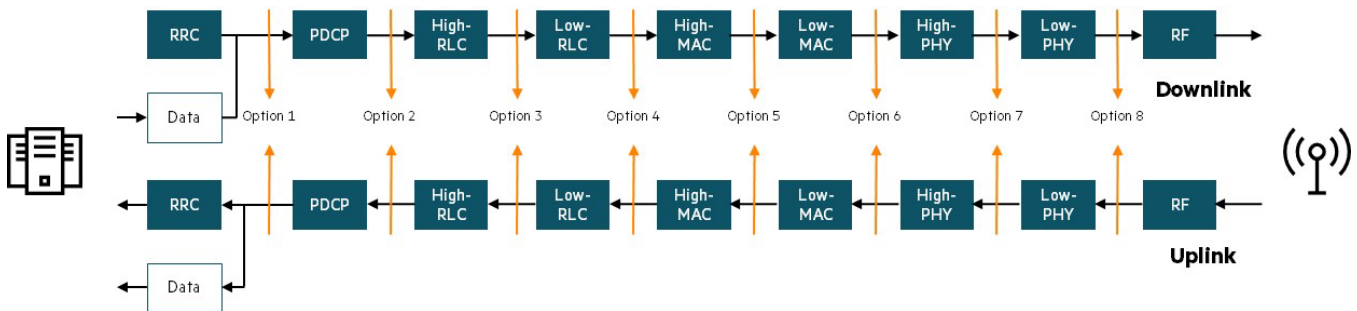 RRC
PDCP
High-
RLC
Low-
RLC
High-
MAC
Low-
MAC
High-
PHY
Low-
PHY
RF
Downlink
Data
Option 1
Option 2
Option 3
Option 4
Option 5
Option 6
Option 7
Option 8
RRC
PDCP
High-
RLC
Low-
RLC
High-
MAC
Low-
MAC
High-
PHY
Low-
PHY
RF
Uplink
Data